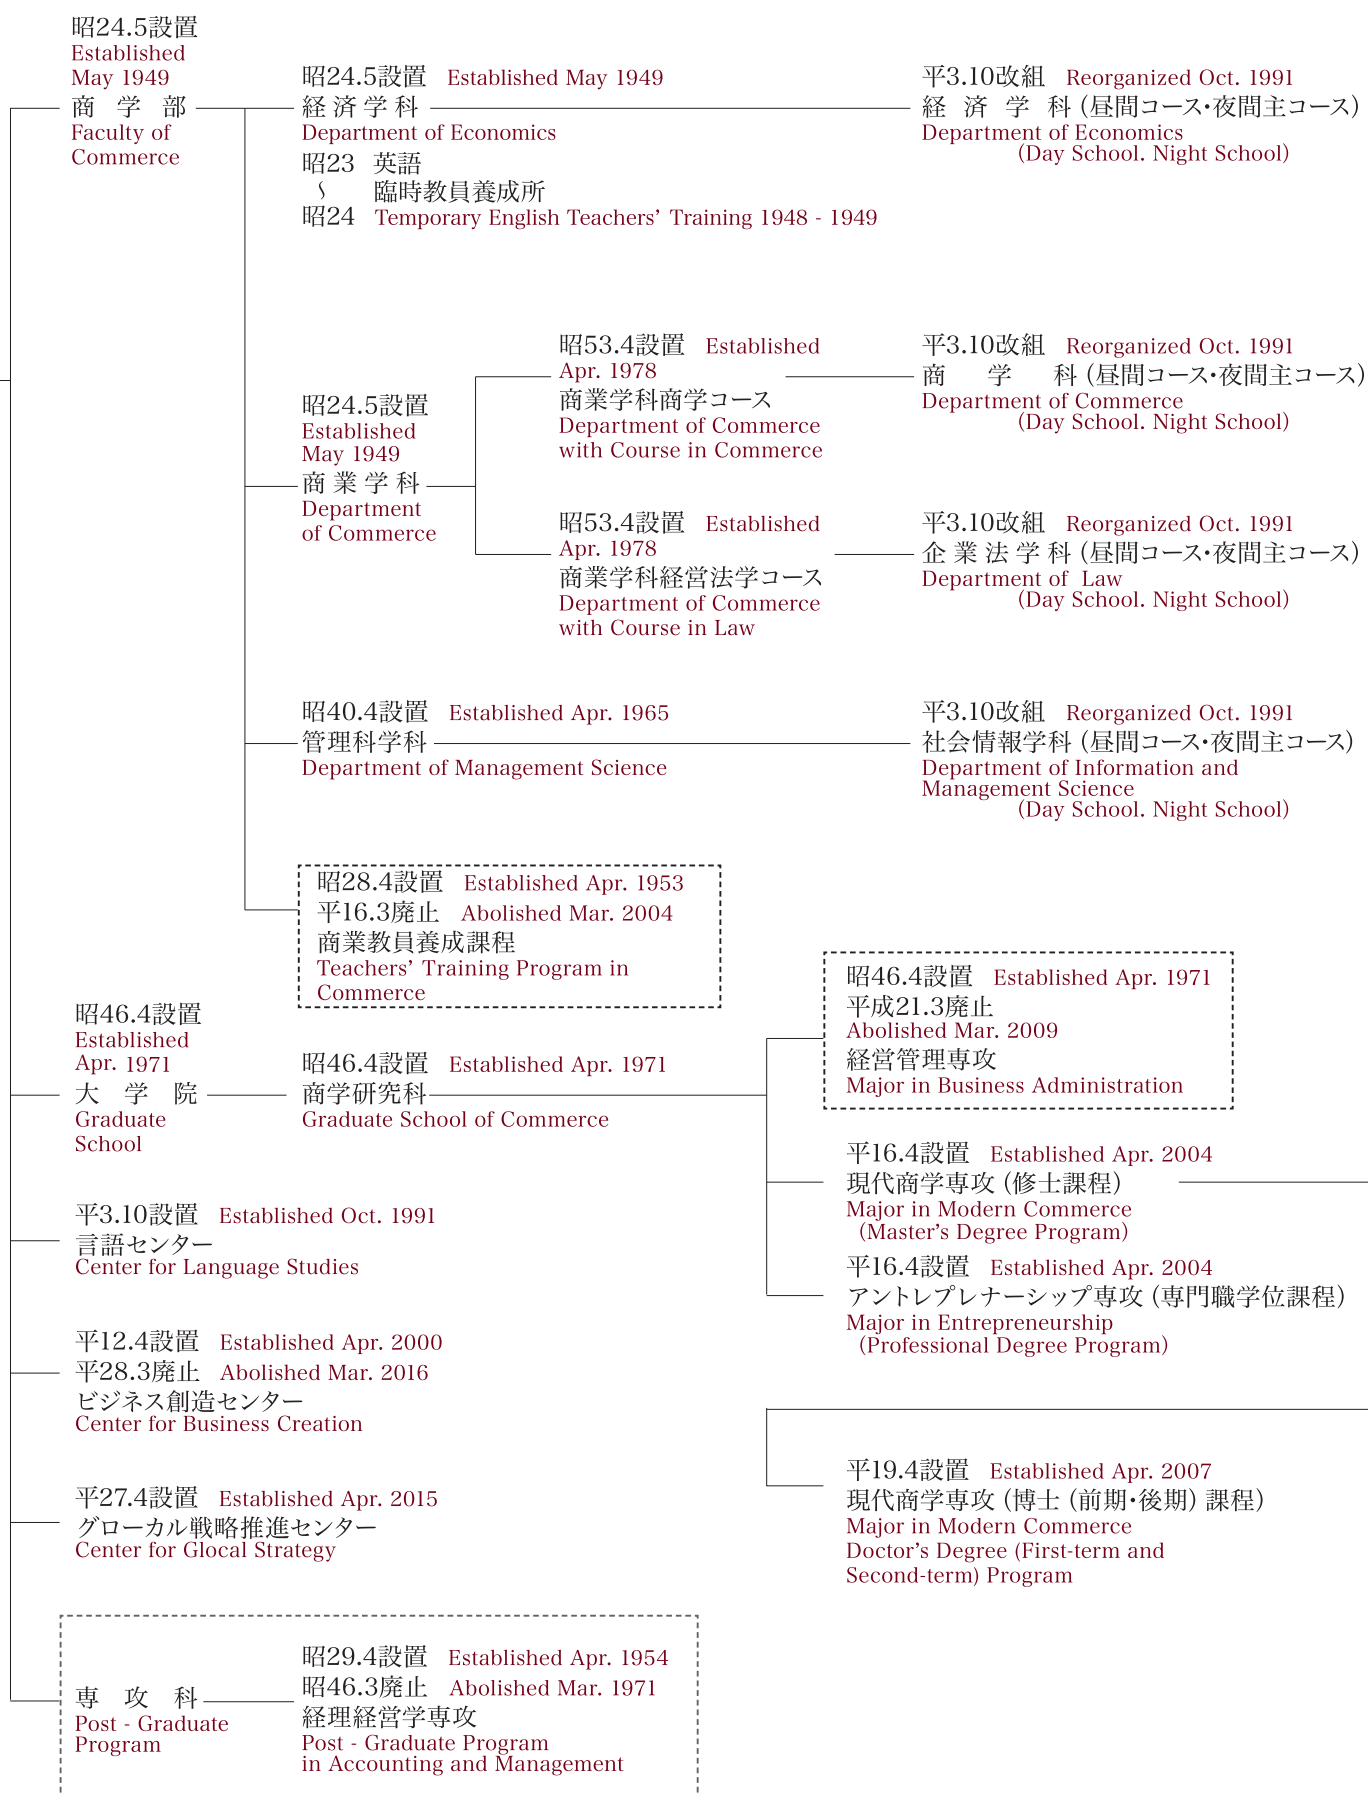 昭24.5設置
Established
May 1949
商 学 部
Faculty of
Commerce
昭24.5設置 Established May 1949
経済学科
Department of Economics
平3.10改組 Reorganized Oct. 1991
経 済 学 科（昼間コース・夜間主コース）
Department of Economics
(Day School. Night School)
昭23 英語
〜 臨時教員養成所
昭24 Temporary English Teachers’ Training 1948 - 1949
昭24.5設置
Established
May 1949
商業学科
Department
of Commerce
昭53.4設置 Established
Apr. 1978
商業学科商学コース
Department of Commerce
with Course in Commerce
平3.10改組 Reorganized Oct. 1991
商 学 科（昼間コース・夜間主コース）
Department of Commerce
(Day School. Night School)
昭53.4設置 Established
Apr. 1978
商業学科経営法学コース
Department of Commerce
with Course in Law
平3.10改組 Reorganized Oct. 1991
企業法学科（昼間コース・夜間主コース）
Department of Law
(Day School. Night School)
昭40.4設置 Established Apr. 1965
管理科学科
Department of Management Science
平3.10改組 Reorganized Oct. 1991
社会情報学科（昼間コース・夜間主コース）
Department of Information and
Management Science
(Day School. Night School)
昭28.4設置 Established Apr. 1953
平16.3廃止 Abolished Mar. 2004
商業教員養成課程
Teachers’ Training Program in
Commerce
昭46.4設置
Established
Apr. 1971
大 学 院
Graduate
School
昭46.4設置 Established Apr. 1971
商学研究科
Graduate School of Commerce
昭46.4設置 Established Apr. 1971
平成21.3廃止
Abolished Mar. 2009
経営管理専攻
Major in Business Administration
平16.4設置 Established Apr. 2004
現代商学専攻（修士課程）
Major in Modern Commerce
(Master’s Degree Program)
平16.4設置 Established Apr. 2004
アントレプレナーシップ専攻（専門職学位課程）
Major in Entrepreneurship
(Professional Degree Program)
平19.4設置 Established Apr. 2007
現代商学専攻（博士（前期・後期）課程）
Major in Modern Commerce
Doctor’s Degree (First-term and
Second-term) Program
平3.10設置 Established Oct. 1991
言語センター
Center for Language Studies
平12.4設置 Established Apr. 2000
平28.3廃止 Abolished Mar. 2016
ビジネス創造センター
Center for Business Creation
平27.4設置 Established Apr. 2015
グローカル戦略推進センター
Center for Glocal Strategy
専 攻 科
Post - Graduate
Program
昭29.4設置 Established Apr. 1954
昭46.3廃止 Abolished Mar. 1971
経理経営学専攻
Post - Graduate Program
in Accounting and Management